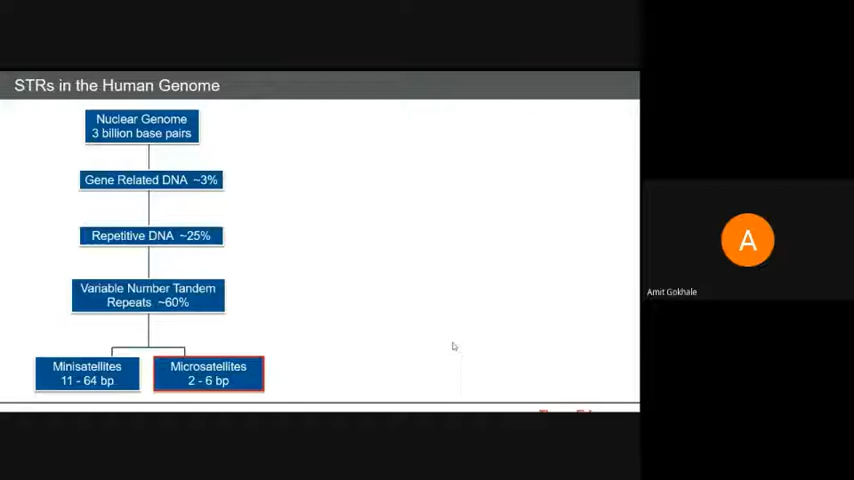 STRs in the Human Genome
Nuclear Genome
3 billion base pairs
Gene Related DNA ~3%
Repetitive DNA ~25%
Variable Number Tandem
Repeats ~60%
Minisatellites
11 - 64 bp
Microsatellites
2 - 6 bp
A
Amit Gokhale